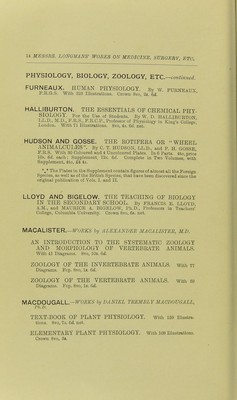 14 MESSRS. LONGMANS' WORKS ON MEDICINE, SURGERY, ETC.
PHYSIOLOGY, BIOLOGY, ZOOLOGY, ETC.—continued.
FURNEAUX. HUMAN PHYSIOLOGY. By W. FURNEAUX,
F.R.G.S. With 218 Illustrations. Crown 8vo, 2s. 6d.
HALLIBURTON. THE ESSENTIALS OF CHEMICAL PHY-
SIOLOGY. For the Use of Students. By W. D. HALLIBURTON,
LL.D., M.D., F.R.S., F.R.C.P., Professor of Physiology in King's College,
London. With 77 Illustrations. 8vo, 4s. 6d. net.
HUDSON AND GOSSE. THE ROTIFERA OR "WHEEL
ANIMALCULES". By C. T. HUDSON, LL.D., and P. H. GOSSE,
F.R.S. With 30 Coloured and 4 Uncoloured Plates. In 6 Parts. 4to, price
10s. 6d. each; Supplement, 12s. 6d. Complete in Two Volumes, with
Supplement, 4to, £4 4s.
*** The Plates in the Supplement contain figures of almost all the Foreign
Species, as well as of the British Species, that have been discovered since the
original publication of Vols. I. and II.
LLOYD AND BIGELOW. THE TEACHING OF BIOLOGY
IN THE SECONDARY SCHOOL. By FRANCIS E. LLOYD,
A.M., and MAURICE A. BIGELOW, Ph.D., Professors in Teachers'
College, Columbia University. Crown 8vo, 6s. net.
MACALISTER.—WORKS by ALEXANDER MACALISTER, M.D.
AN INTRODUCTION TO THE SYSTEMATIC ZOOLOGY
AND MORPHOLOGY OF VERTEBRATE ANIMALS.
With 41 Diagrams. 8vo, 10s. 6d.
ZOOLOGY OF THE INVERTEBRATE ANIMALS. With 77
Diagrams. Fcp. 8vo, 1s. 6d.
ZOOLOGY OF THE VERTEBRATE ANIMALS. With 59
Diagrams. Fcp. 8vo, 1s. 6d.
MACDOUGALL.—WORKS by DANIEL TREMBLY MACDOUGALL,
Ph.D.
TEXT-BOOK OF PLANT PHYSIOLOGY. With 159 Illustra-
tions. 8vo, 7s. 6d. net.
ELEMENTARY PLANT PHYSIOLOGY. With 108 Illustrations.
Crown 8vo, 3s.